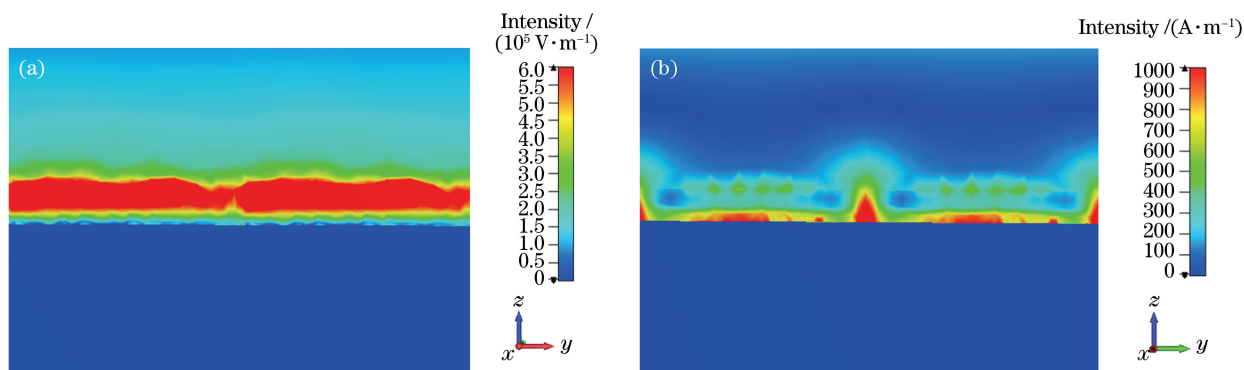 (a)
Intensity /
(10⁵ V·m⁻¹)
6.0
5.5
5.0
4.5
4.0
3.5
3.0
2.5
2.0
1.5
1.0
0.5
0
z
x
y
(b)
Intensity /(A·m⁻¹)
1000
900
800
700
600
500
400
300
200
100
0
z
x
y